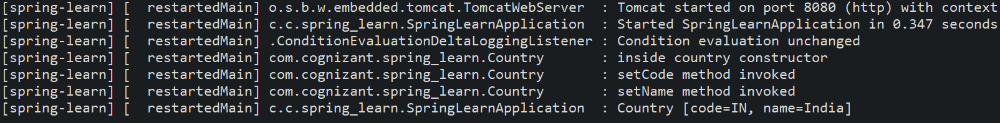 [spring-learn] [  restartedMain] o.s.b.w.embedded.tomcat.TomcatWebServer  : Tomcat started on port 8080 (http) with context
[spring-learn] [  restartedMain] c.c.spring_learn.SpringLearnApplication  : Started SpringLearnApplication in 0.347 seconds
[spring-learn] [  restartedMain] .ConditionEvaluationDeltaLoggingListener : Condition evaluation unchanged
[spring-learn] [  restartedMain] com.cognizant.spring_learn.Country       : inside country constructor
[spring-learn] [  restartedMain] com.cognizant.spring_learn.Country       : setCode method invoked
[spring-learn] [  restartedMain] com.cognizant.spring_learn.Country       : setName method invoked
[spring-learn] [  restartedMain] c.c.spring_learn.SpringLearnApplication  : Country [code=IN, name=India]